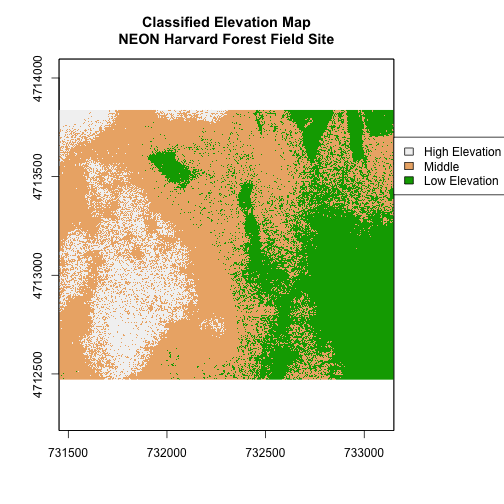 Classified Elevation Map
NEON Harvard Forest Field Site
4714000
4713500
4713000
4712500
High Elevation
Middle
Low Elevation
731500 732000 732500 733000